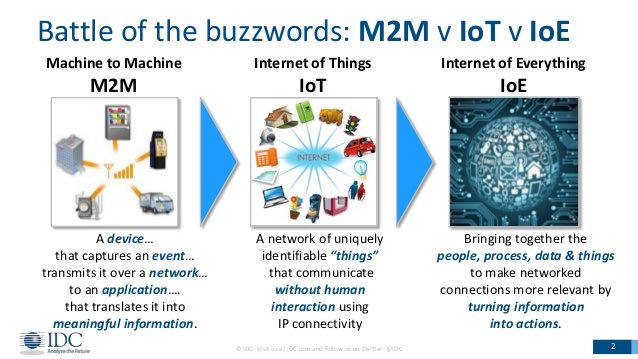 Battle of the buzzwords: M2M v IoT v IoE
Machine to Machine
M2M
Internet of Things
IoT
Internet of Everything
IoE
INTERNET
A device…
that captures an event…
transmits it over a network…
to an application….
that translates it into
meaningful information.
A network of uniquely
identifiable “things”
that communicate
without human
interaction using
IP connectivity
Bringing together the
people, process, data & things
to make networked
connections more relevant by
turning information
into actions.
IDC
Analyze the Future
© IDC Visit us at IDC.com and follow us on Twitter: @IDC
2